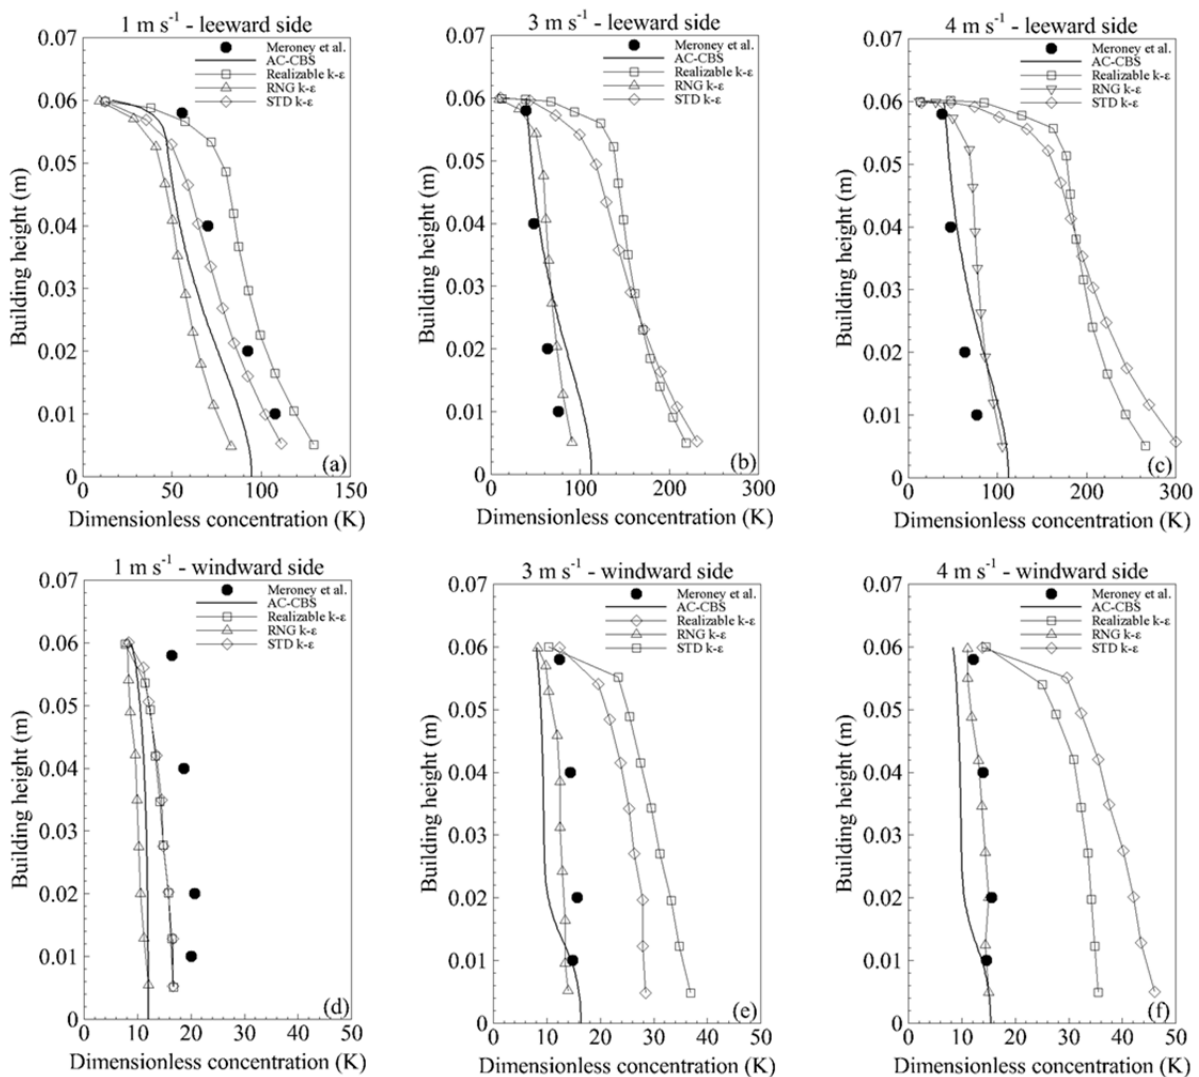 1 m s⁻¹ - leeward side
Meroney et al.
AC-CBS
Realizable k-ε
RNG k-ε
STD k-ε
0.07
0.06
0.05
0.04
0.03
0.02
0.01
0
0 50 100 150
Building height (m)
Dimensionless concentration (K)
(a)
3 m s⁻¹ - leeward side
Meroney et al.
AC-CBS
Realizable k-ε
RNG k-ε
STD k-ε
0.07
0.06
0.05
0.04
0.03
0.02
0.01
0
0 100 200 300
Building height (m)
Dimensionless concentration (K)
(b)
4 m s⁻¹ - leeward side
Meroney et al.
AC-CBS
Realizable k-ε
RNG k-ε
STD k-ε
0.07
0.06
0.05
0.04
0.03
0.02
0.01
0
0 100 200 300
Building height (m)
Dimensionless concentration (K)
(c)
1 m s⁻¹ - windward side
Meroney et al.
AC-CBS
Realizable k-ε
RNG k-ε
STD k-ε
0.07
0.06
0.05
0.04
0.03
0.02
0.01
0
0 10 20 30 40 50
Building height (m)
Dimensionless concentration (K)
(d)
3 m s⁻¹ - windward side
Meroney et al.
AC-CBS
Realizable k-ε
RNG k-ε
STD k-ε
0.07
0.06
0.05
0.04
0.03
0.02
0.01
0
0 10 20 30 40 50
Building height (m)
Dimensionless concentration (K)
(e)
4 m s⁻¹ - windward side
Meroney et al.
AC-CBS
Realizable k-ε
RNG k-ε
STD k-ε
0.07
0.06
0.05
0.04
0.03
0.02
0.01
0
0 10 20 30 40 50
Building height (m)
Dimensionless concentration (K)
(f)